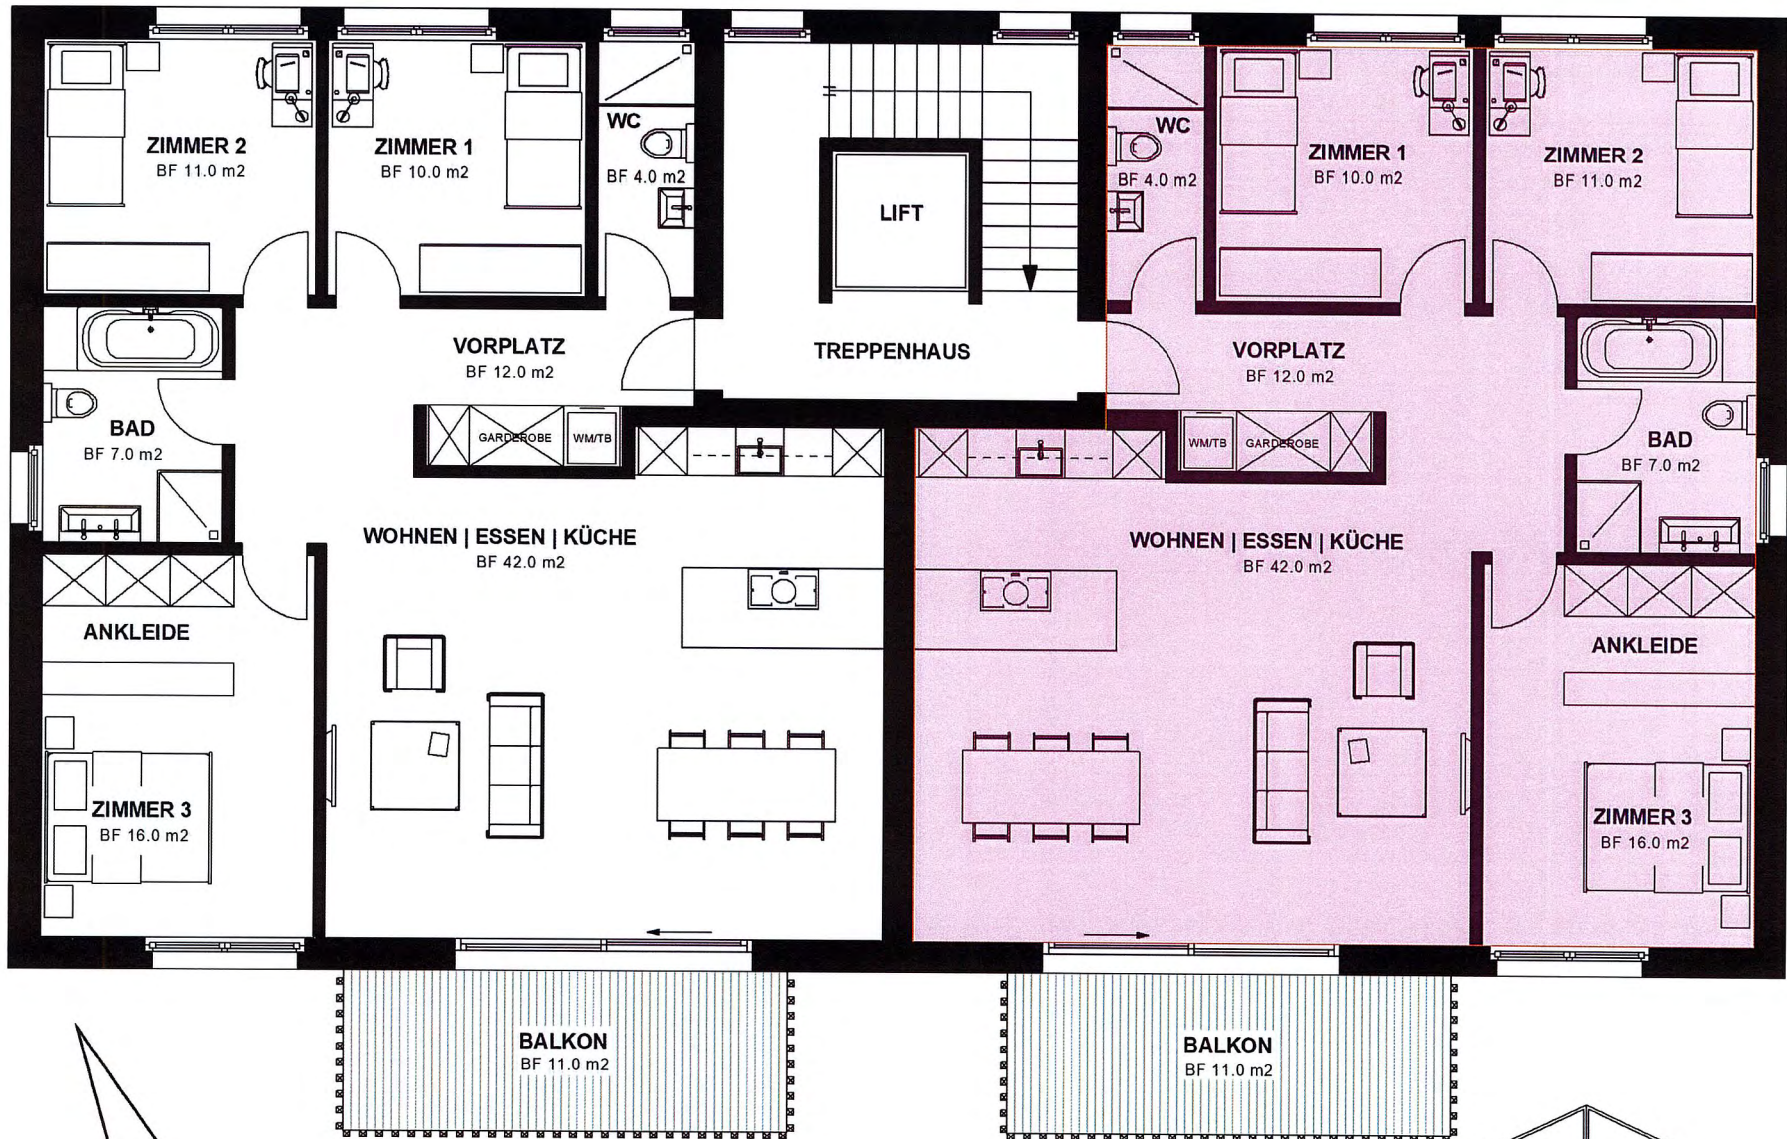 ZIMMER 2
BF 11.0 m2
ZIMMER 1
BF 10.0 m2
WC
BF 4.0 m2
LIFT
WC
BF 4.0 m2
ZIMMER 1
BF 10.0 m2
ZIMMER 2
BF 11.0 m2
VORPLATZ
BF 12.0 m2
TREPPENHAUS
VORPLATZ
BF 12.0 m2
BAD
BF 7.0 m2
GARDEROBE
WM/TB
WM/TB
GARDEROBE
BAD
BF 7.0 m2
WOHNEN | ESSEN | KÜCHE
BF 42.0 m2
WOHNEN | ESSEN | KÜCHE
BF 42.0 m2
ANKLEIDE
ANKLEIDE
ZIMMER 3
BF 16.0 m2
ZIMMER 3
BF 16.0 m2
BALKON
BF 11.0 m2
BALKON
BF 11.0 m2